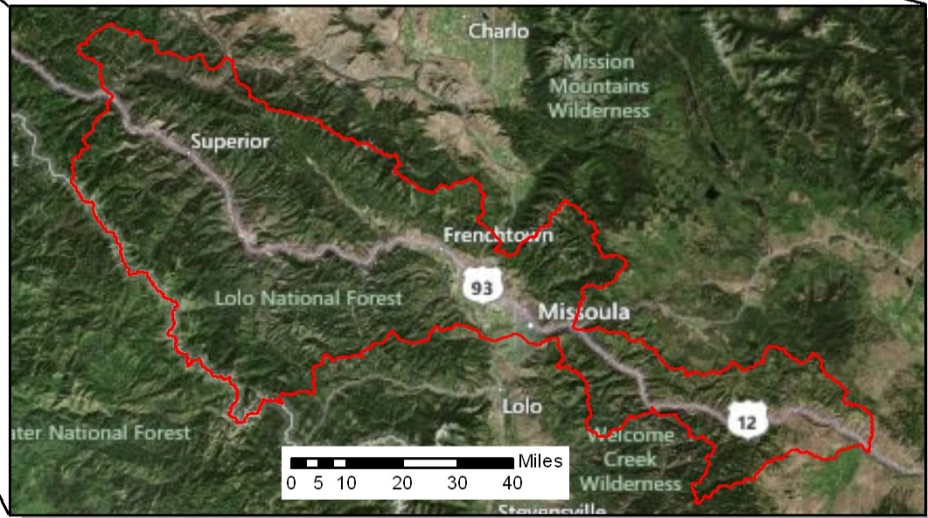 Charlo
Mission
Mountains
Wilderness
Superior
t
Frenchtown
93
Lolo National Forest
Missoula
Lolo
12
ater National Forest
Welcome
Creek
Wilderness
Miles
0 5 10 20 30 40
Stevensville